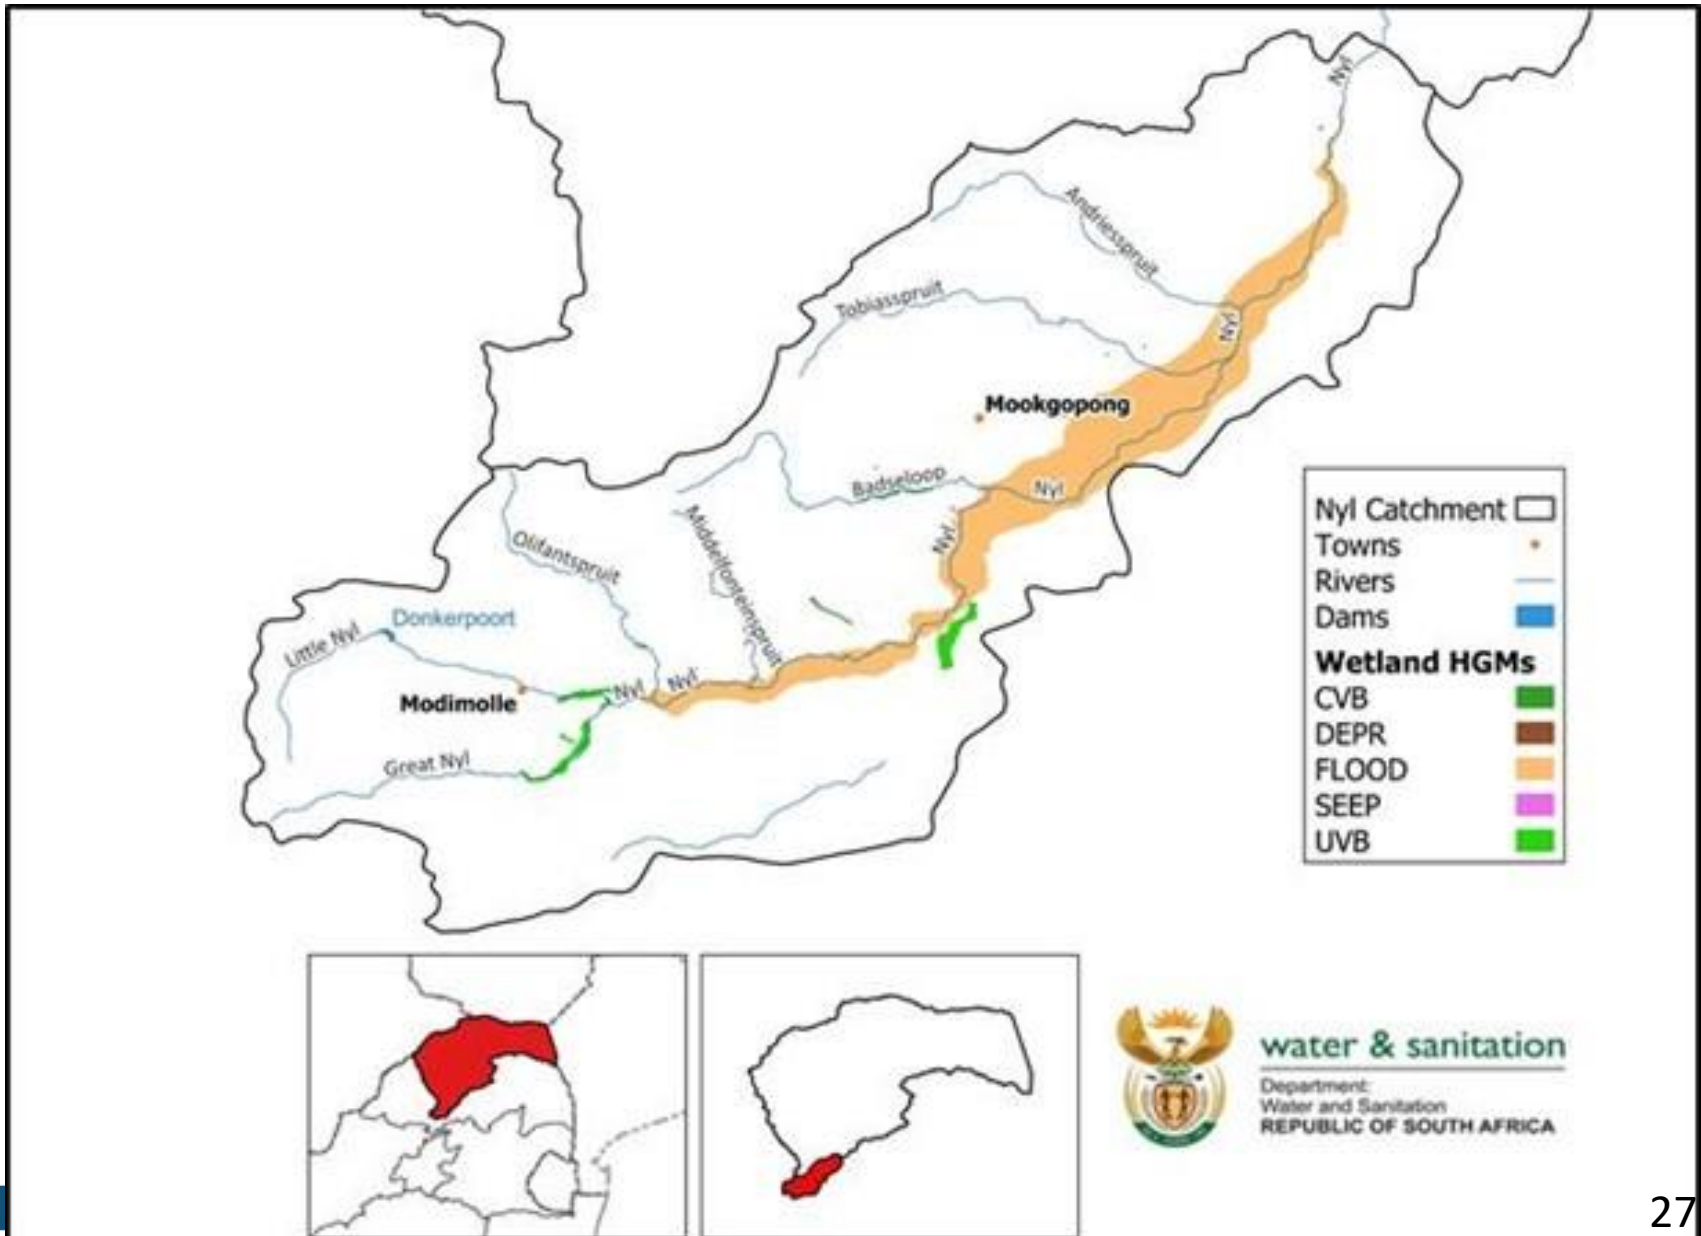 Nyl
Andriesspruit
Tobiasspruit
Nyl
Mookgopong
Badseloop
Nyl
Nyl
Middelfonteinspruit
Olifantspruit
Donkerpoort
Little Nyl
Nyl
Nyl
Modimolle
Great Nyl
Nyl Catchment
Towns
Rivers
Dams
Wetland HGMs
CVB
DEPR
FLOOD
SEEP
UVB
water & sanitation
Department:
Water and Sanitation
REPUBLIC OF SOUTH AFRICA
27